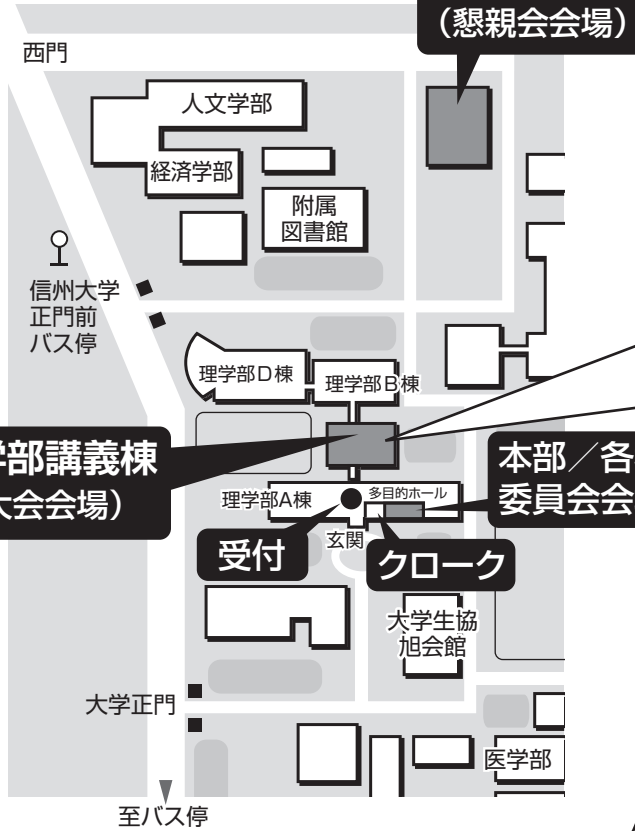 （懇親会会場）
西門
人文学部
経済学部
附属
図書館
信州大学
正門前
バス停
理学部D棟
理学部B棟
学部講義棟
大会会場）
本部／各
委員会会
理学部A棟
多目的ホール
受付
玄関
クローク
大学生協
旭会館
大学正門
医学部
至バス停